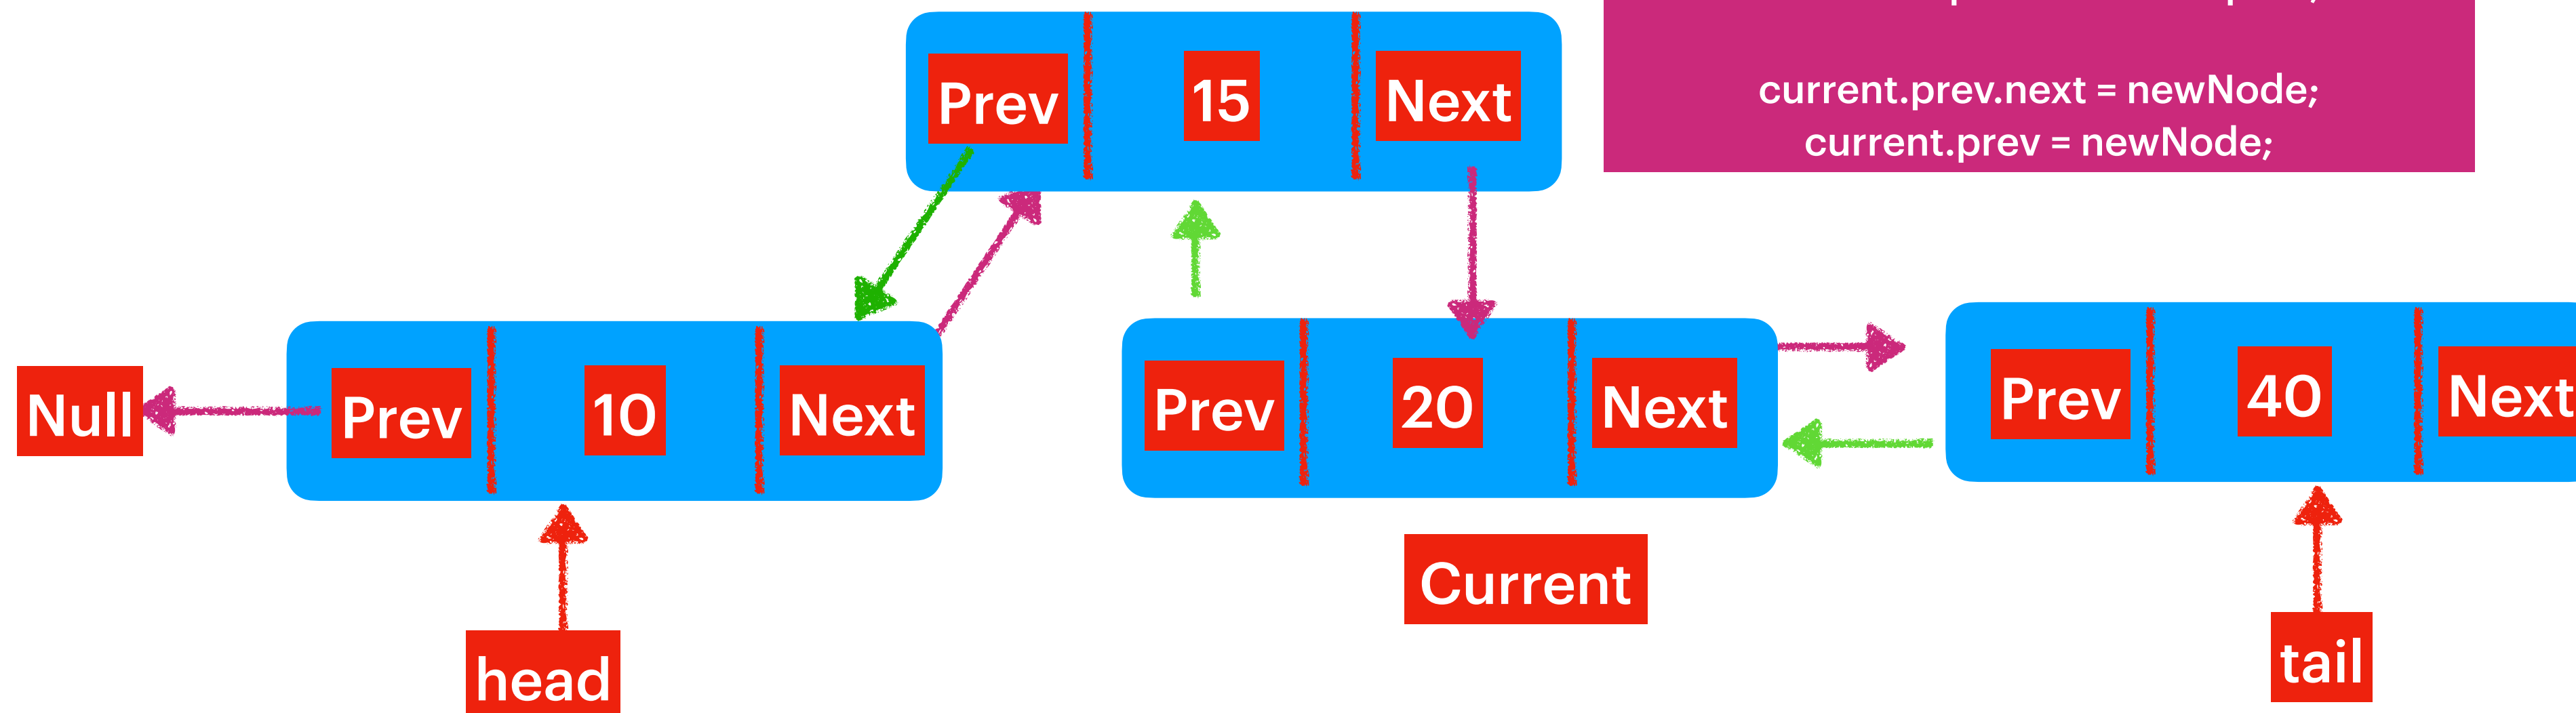 Prev 15 Next
current.prev.next = newNode;
current.prev = newNode;
Null
Prev 10 Next
Prev 20 Next
Prev 40 Next
Current
head
tail